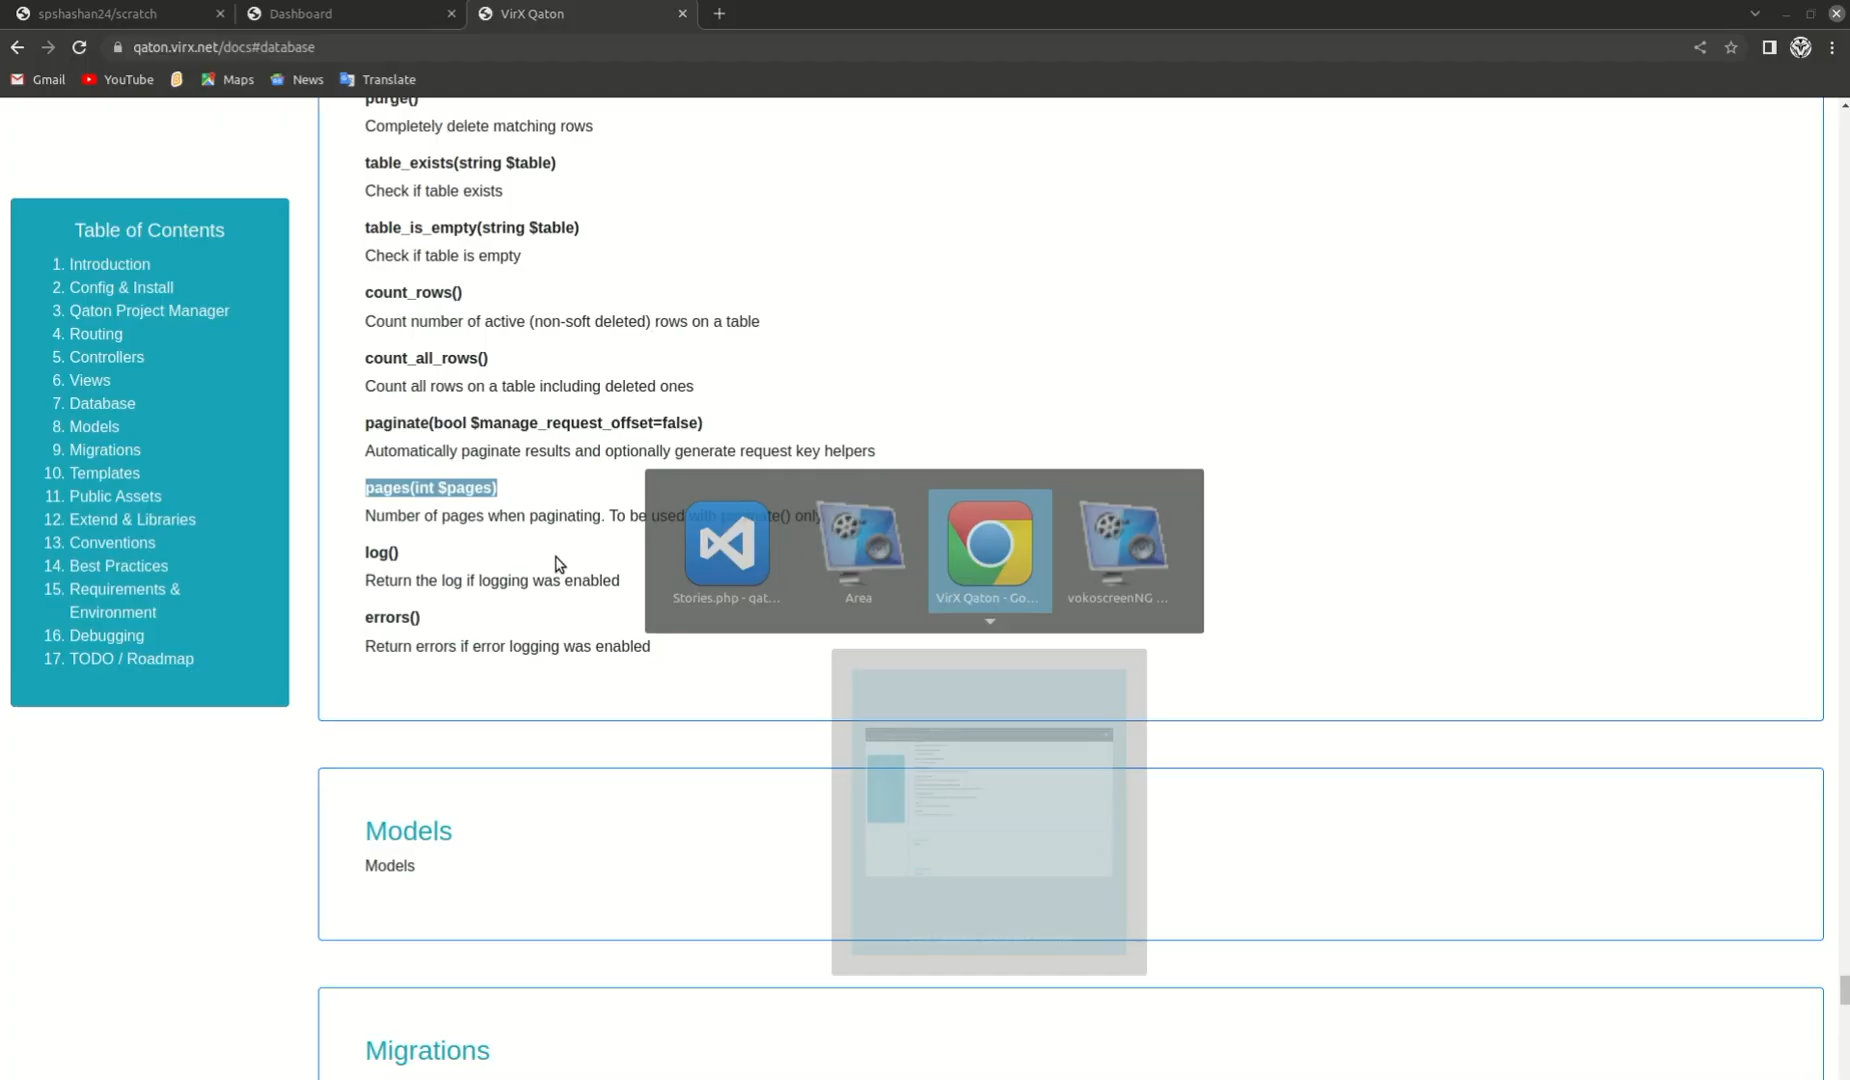 spshashan24/scratch
Dashboard
VirX Qaton
qaton.virx.net/docs#database
Gmail
YouTube
Maps
News
Translate
purge()
Completely delete matching rows
table_exists(string $table)
Check if table exists
table_is_empty(string $table)
Check if table is empty
count_rows()
Count number of active (non-soft deleted) rows on a table
count_all_rows()
Count all rows on a table including deleted ones
paginate(bool $manage_request_offset=false)
Automatically paginate results and optionally generate request key helpers
pages(int $pages)
Number of pages when paginating. To be used with paginate() only
log()
Return the log if logging was enabled
errors()
Return errors if error logging was enabled
Table of Contents
1. Introduction
2. Config & Install
3. Qaton Project Manager
4. Routing
5. Controllers
6. Views
7. Database
8. Models
9. Migrations
10. Templates
11. Public Assets
12. Extend & Libraries
13. Conventions
14. Best Practices
15. Requirements &
Environment
16. Debugging
17. TODO / Roadmap
Stories.php - qat...
Area
VirX Qaton - Go...
vokoscreenNG ...
Models
Models
Migrations